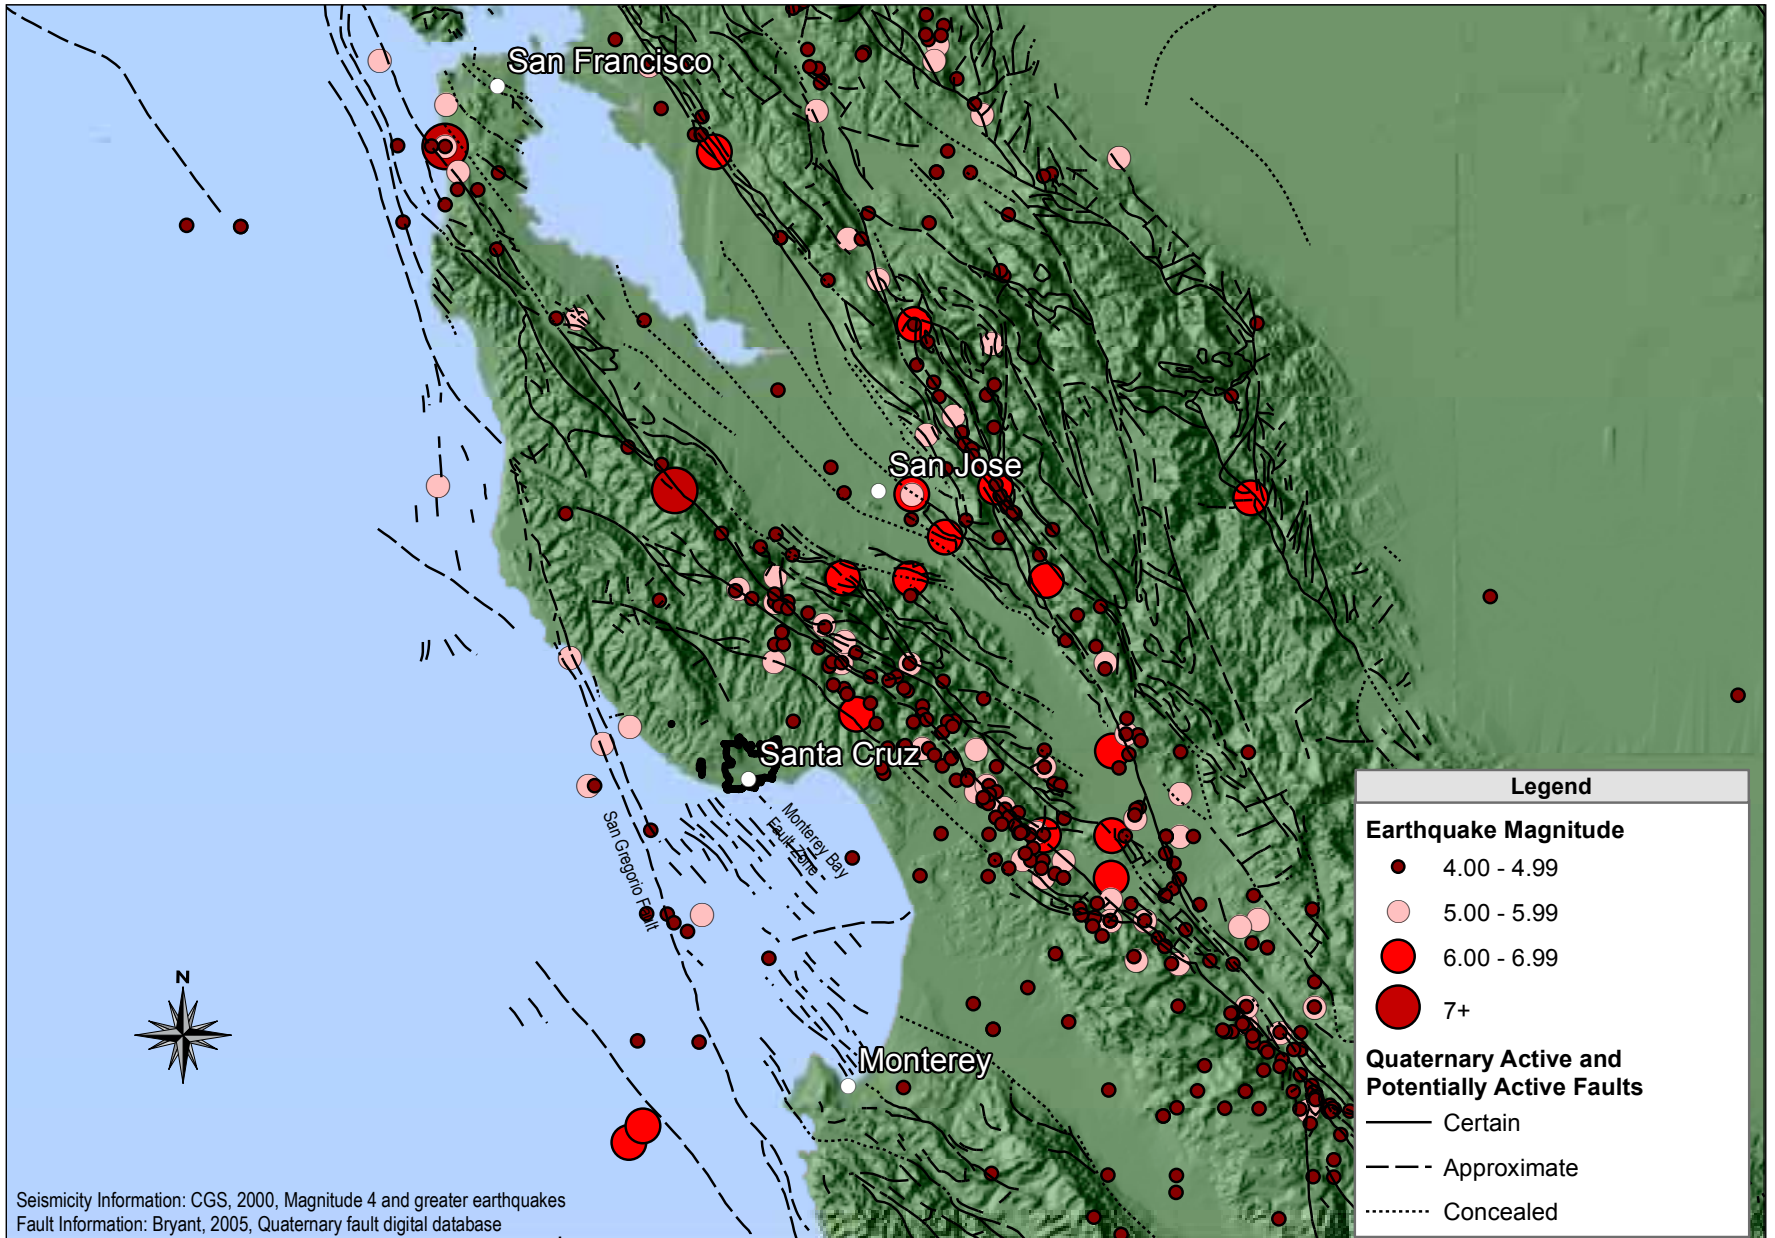 San Francisco
San Jose
Santa Cruz
Monterey Bay
Fault Zone
San Gregorio Fault
N
Monterey
Legend
Earthquake Magnitude
4.00 - 4.99
5.00 - 5.99
6.00 - 6.99
7+
Quaternary Active and
Potentially Active Faults
Certain
Approximate
Concealed
Seismicity Information: CGS, 2000, Magnitude 4 and greater earthquakes
Fault Information: Bryant, 2005, Quaternary fault digital database